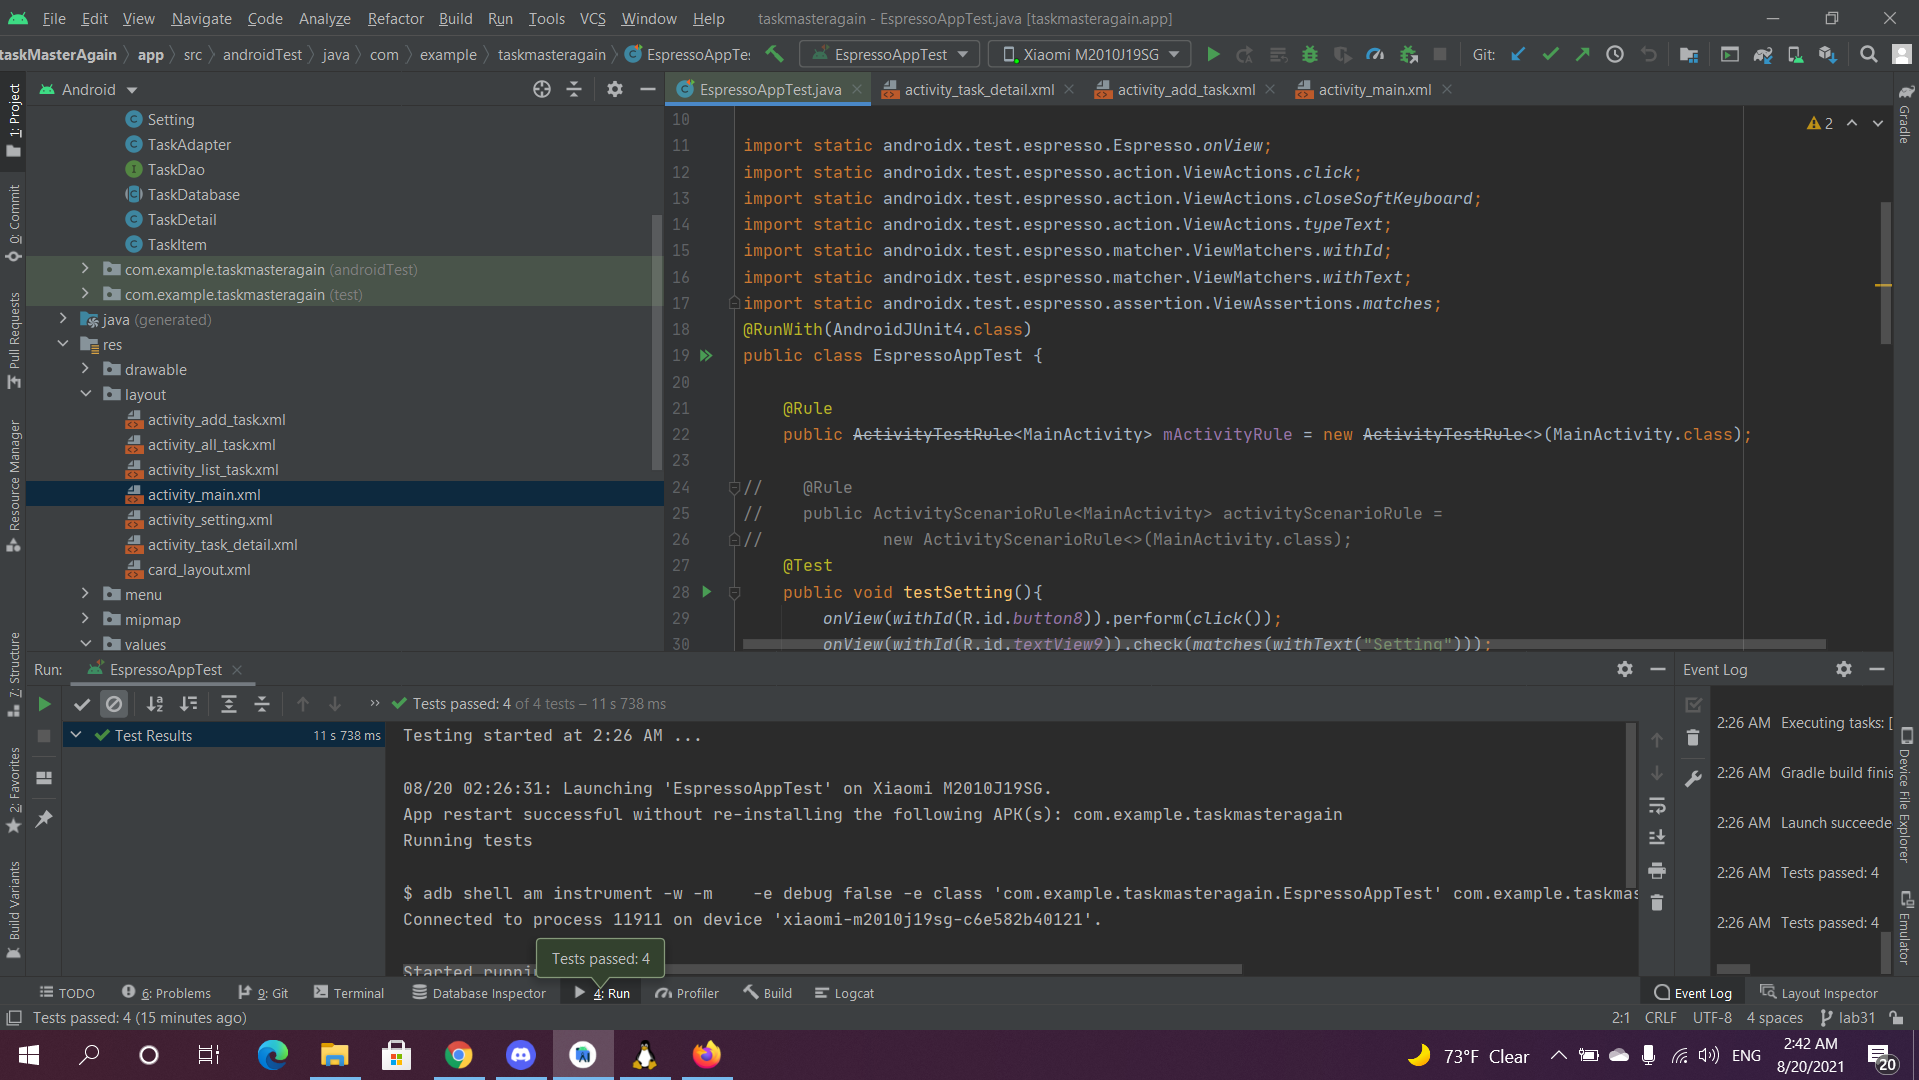 File Edit View Navigate Code Analyze Refactor Build Run Tools VCS Window Help taskmasteragain - EspressoAppTest.java [taskmasteragain.app]
taskMasterAgain app src androidTest java com example taskmasteragain EspressoAppTes EspressoAppTest Xiaomi M2010J19SG Git:
Android
EspressoAppTest.java activity_task_detail.xml activity_add_task.xml activity_main.xml
1: Project
0: Commit
Pull Requests
Resource Manager
7: Structure
2: Favorites
Build Variants
Setting
TaskAdapter
TaskDao
TaskDatabase
TaskDetail
TaskItem
com.example.taskmasteragain (androidTest)
com.example.taskmasteragain (test)
java (generated)
res
drawable
layout
activity_add_task.xml
activity_all_task.xml
activity_list_task.xml
activity_main.xml
activity_setting.xml
activity_task_detail.xml
card_layout.xml
menu
mipmap
values
2
10
11 import static androidx.test.espresso.Espresso.onView;
12 import static androidx.test.espresso.action.ViewActions.click;
13 import static androidx.test.espresso.action.ViewActions.closeSoftKeyboard;
14 import static androidx.test.espresso.action.ViewActions.typeText;
15 import static androidx.test.espresso.matcher.ViewMatchers.withId;
16 import static androidx.test.espresso.matcher.ViewMatchers.withText;
17 import static androidx.test.espresso.assertion.ViewAssertions.matches;
18 @RunWith(AndroidJUnit4.class)
19 public class EspressoAppTest {
20
21 @Rule
22 public ActivityTestRule<MainActivity> mActivityRule = new ActivityTestRule<>(MainActivity.class);
23
24 // @Rule
25 // public ActivityScenarioRule<MainActivity> activityScenarioRule =
26 // new ActivityScenarioRule<>(MainActivity.class);
27 @Test
28 public void testSetting(){
29 onView(withId(R.id.button8)).perform(click());
30 onView(withId(R.id.textView9)).check(matches(withText("Setting")));
Gradle
Device File Explorer
Emulator
Run: EspressoAppTest
Tests passed: 4 of 4 tests – 11 s 738 ms
Test Results 11 s 738 ms
Testing started at 2:26 AM ...
08/20 02:26:31: Launching 'EspressoAppTest' on Xiaomi M2010J19SG.
App restart successful without re-installing the following APK(s): com.example.taskmasteragain
Running tests
$ adb shell am instrument -w -m -e debug false -e class 'com.example.taskmasteragain.EspressoAppTest' com.example.taskmas
Connected to process 11911 on device 'xiaomi-m2010j19sg-c6e582b40121'.
Started runni
Tests passed: 4
Event Log
2:26 AM Executing tasks: [
2:26 AM Gradle build finis
2:26 AM Launch succeede
2:26 AM Tests passed: 4
2:26 AM Tests passed: 4
TODO 6: Problems 9: Git Terminal Database Inspector 4: Run Profiler Build Logcat Event Log Layout Inspector
Tests passed: 4 (15 minutes ago) 2:1 CRLF UTF-8 4 spaces lab31
73°F Clear ENG 2:42 AM 8/20/2021 20